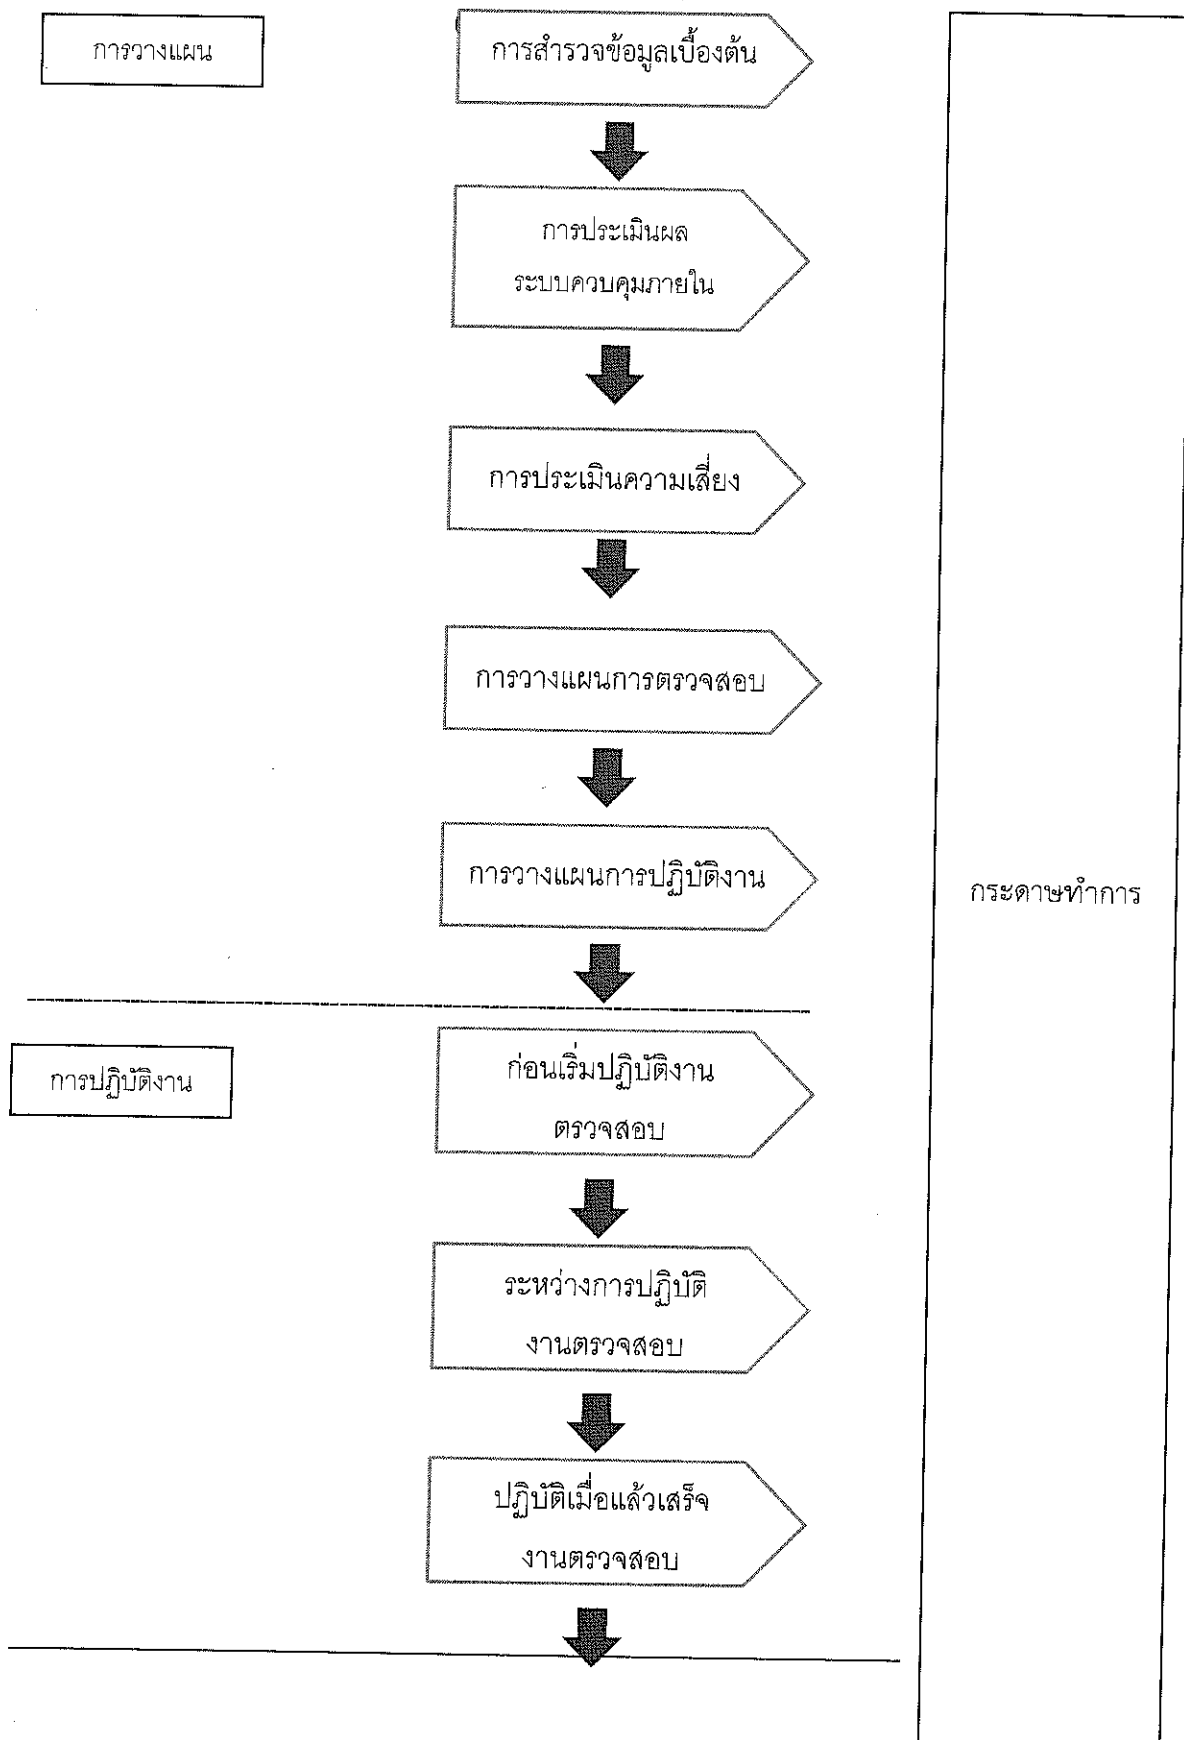 การวางแผน
การสำรวจข้อมูลเบื้องต้น
การประเมินผล
ระบบควบคุมภายใน
การประเมินความเสี่ยง
การวางแผนการตรวจสอบ
การวางแผนการปฏิบัติงาน
กระดาษทำการ
การปฏิบัติงาน
ก่อนเริ่มปฏิบัติงาน
ตรวจสอบ
ระหว่างการปฏิบัติ
งานตรวจสอบ
ปฏิบัติเมื่อแล้วเสร็จ
งานตรวจสอบ